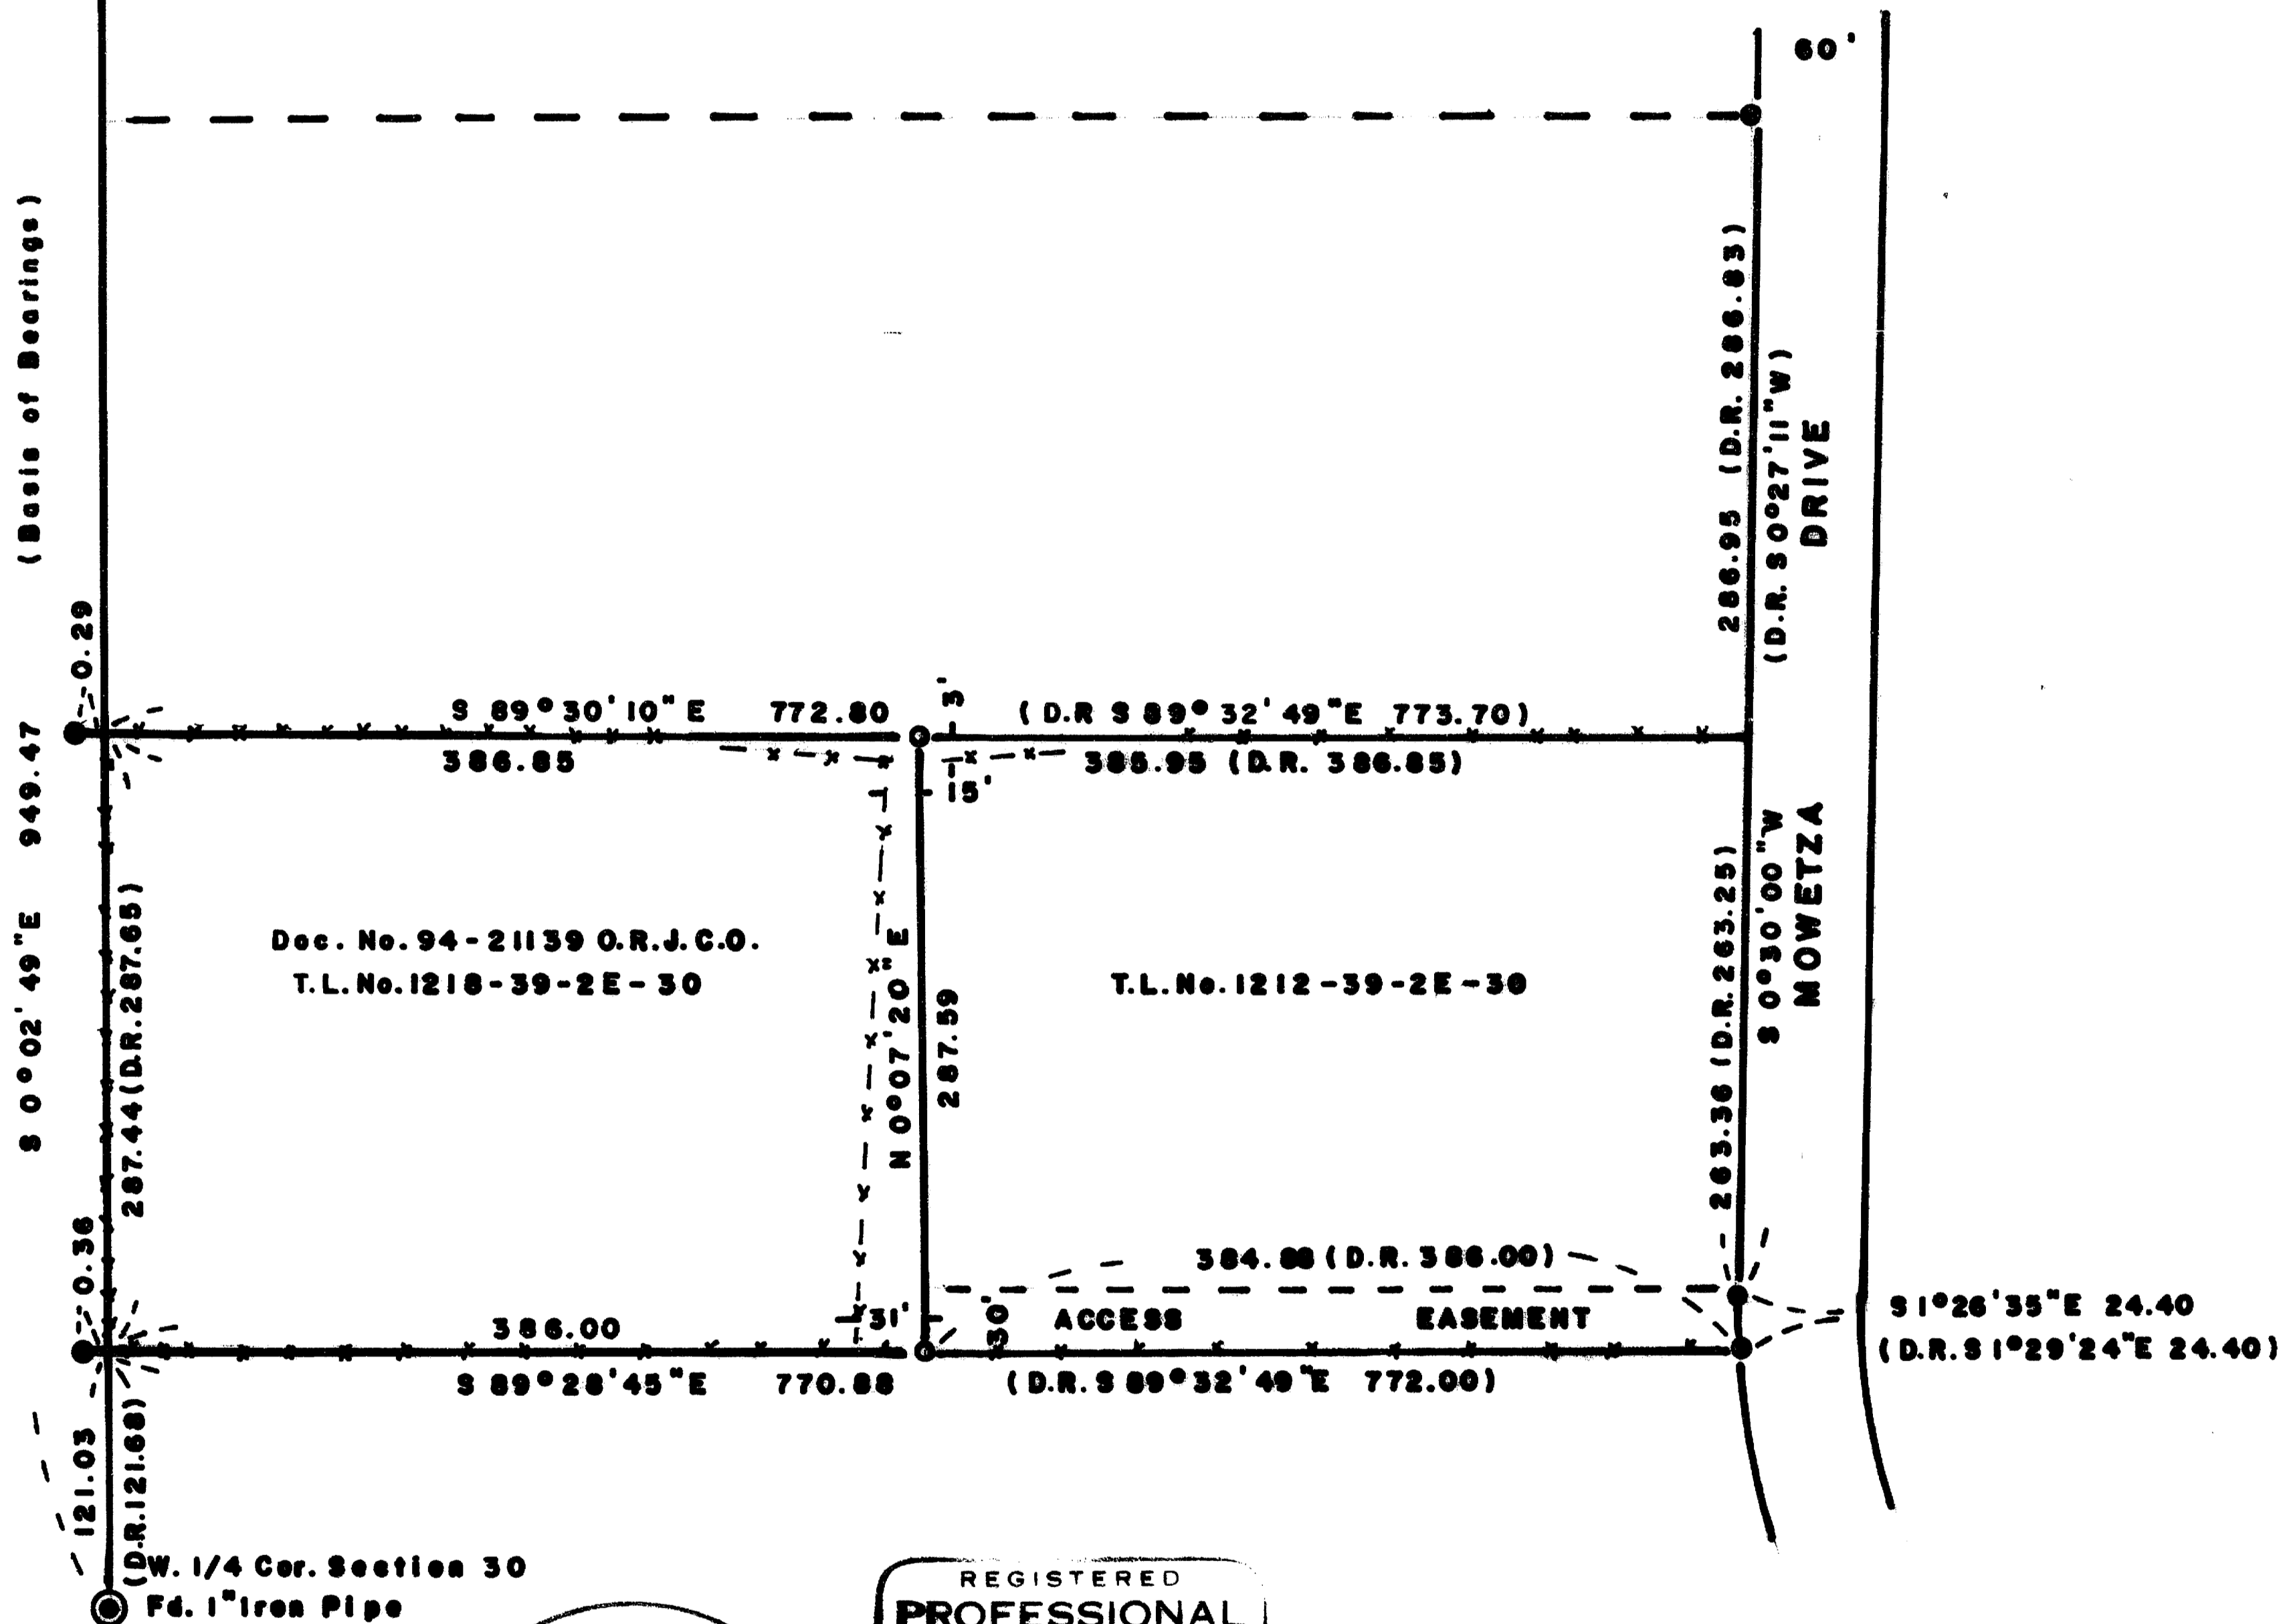 60'
(Basis of Bearings)
S 0°02'49"E 949.47
0.29
286.95 (D.R. 286.83)
(D.R. S0°27'11"W)
DRIVE
S 89°30'10"E 772.80
3'
(D.R S 89°32'49"E 773.70)
386.85
385.95 (D.R. 386.85)
15'
287.44(D.R.287.65)
Doc. No. 94-21139 O.R.J.C.O.
T.L.No.1218-39-2E-30
N 0°07'20"E
287.59
T.L.No.1212-39-2E-30
263.36 (D.R.263.25)
S 0°30'00"W
MOWETZA
0.36
384.88 (D.R. 386.00)
386.00
31'
30'
ACCESS EASEMENT
S 1°26'35"E 24.40
(D.R.S 1°29'24"E 24.40)
S 89°28'45"E 770.88
(D.R. S 89°32'49"E 772.00)
121.03
(D.R.121.68)
W. 1/4 Cor. Section 30
Fd. 1"Iron Pipe
REGISTERED
PROFESSIONAL